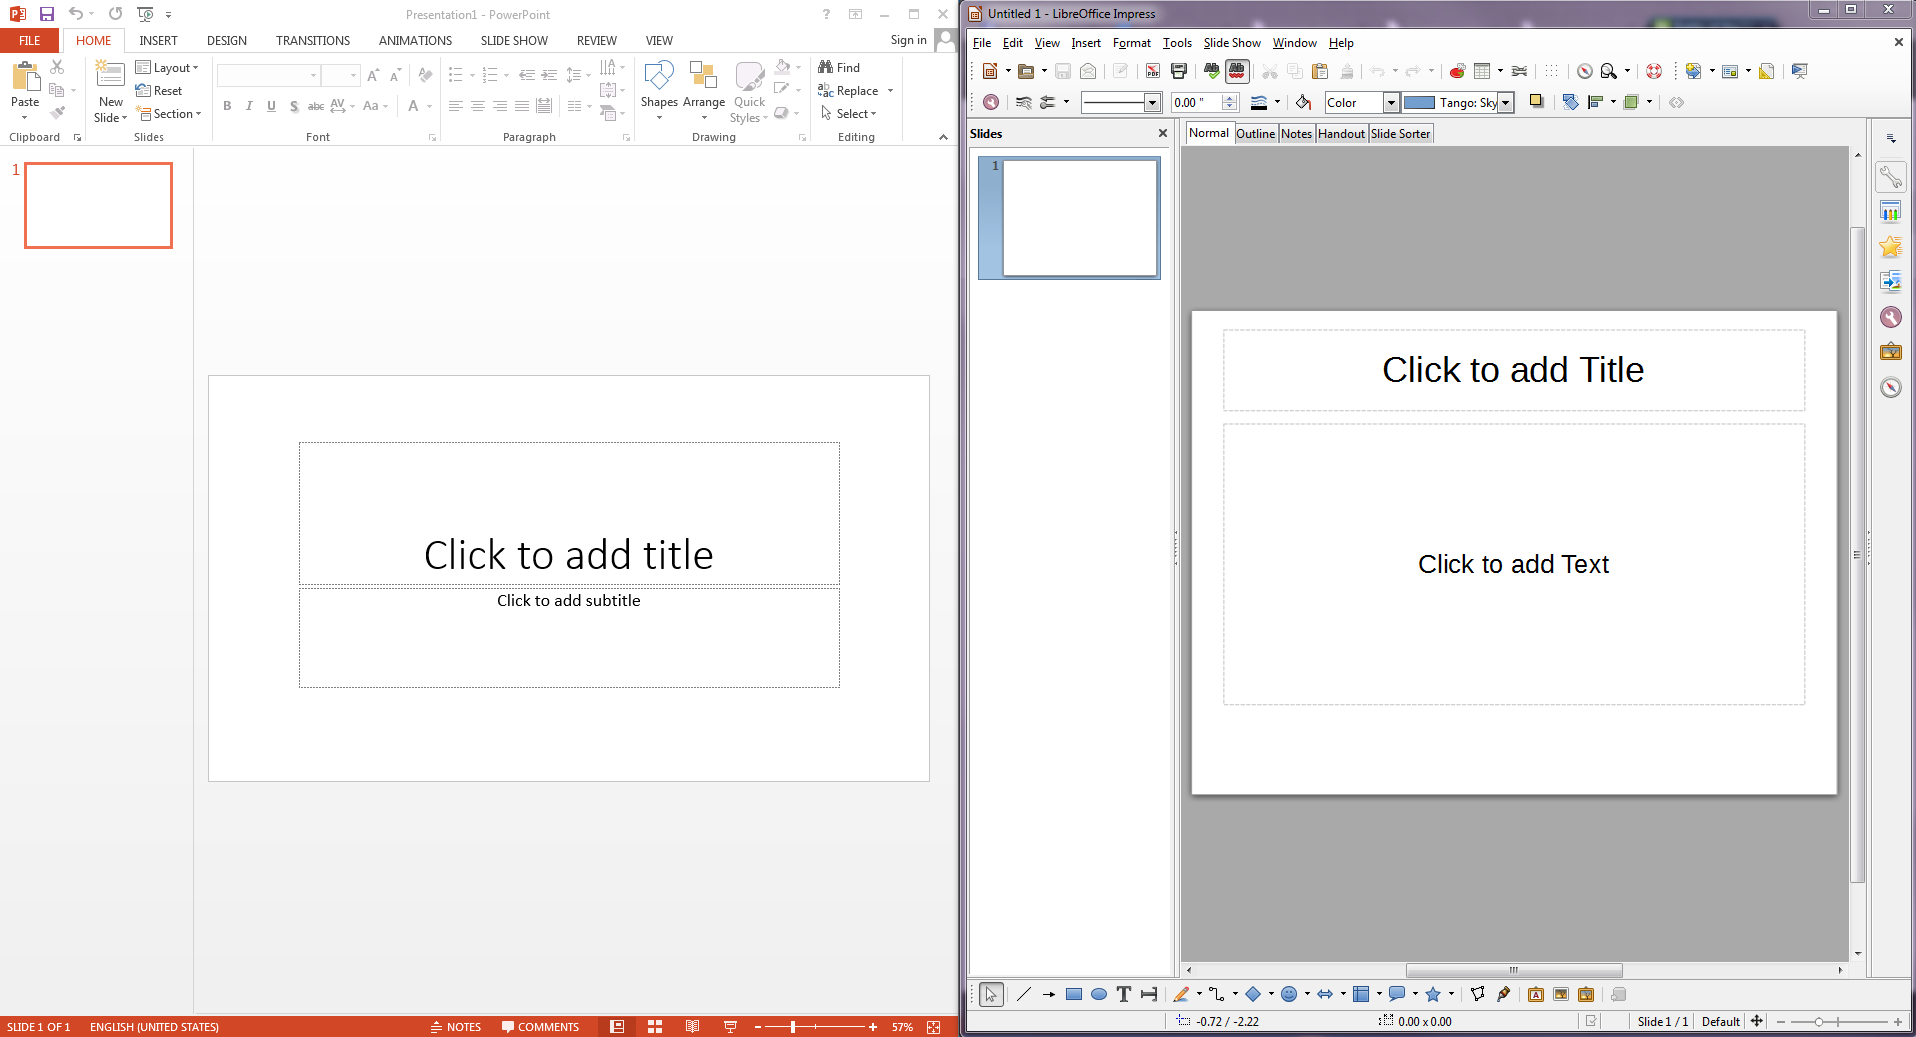 Presentation1 - PowerPoint
FILE HOME INSERT DESIGN TRANSITIONS ANIMATIONS SLIDE SHOW REVIEW VIEW Sign in
Paste
New
Slide
Layout
Reset
Section
B I U S abc AV Aa A
A A
Shapes Arrange Quick
Styles
Find
Replace
Select
Clipboard Slides Font Paragraph Drawing Editing
1
Click to add title
Click to add subtitle
SLIDE 1 OF 1 ENGLISH (UNITED STATES) NOTES COMMENTS 57%
Untitled 1 - LibreOffice Impress
File Edit View Insert Format Tools Slide Show Window Help
0.00 " Color Tango: Sky
Slides
Normal Outline Notes Handout Slide Sorter
1
Click to add Title
Click to add Text
-0.72 / -2.22 0.00 x 0.00 Slide 1 / 1 Default